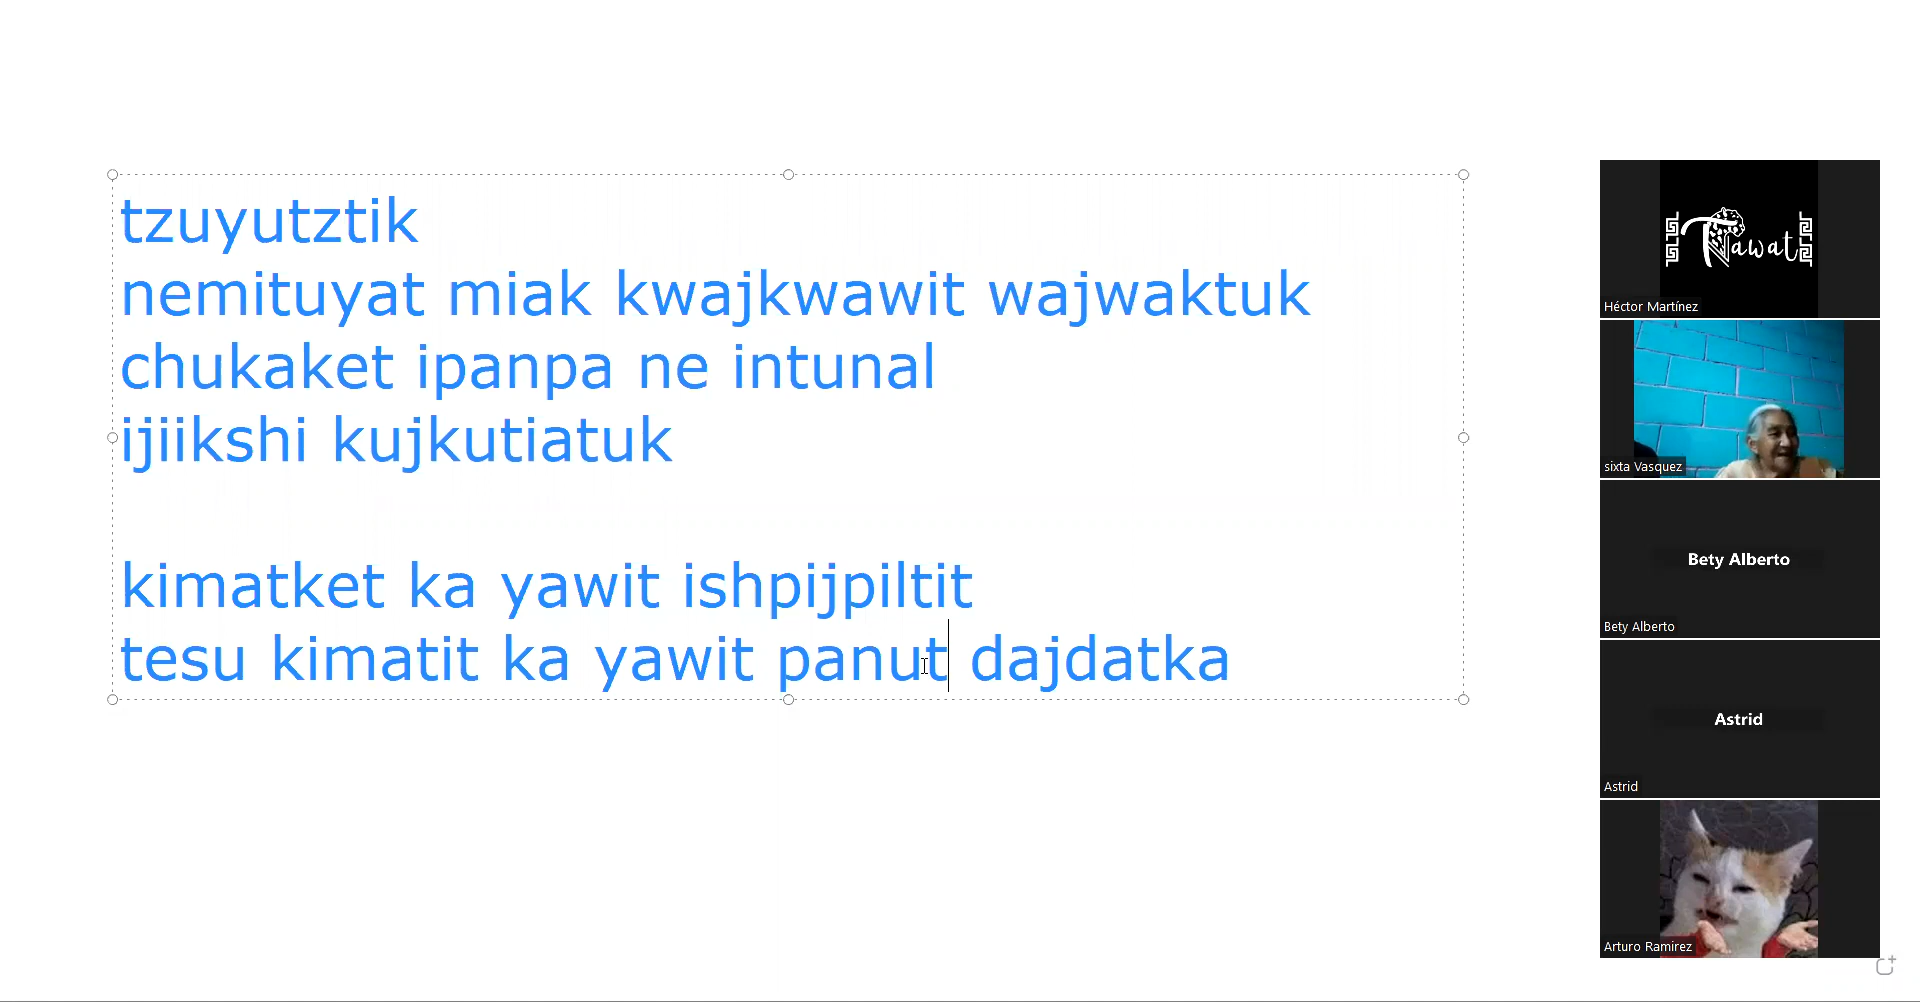 tzuyutztik
nemituyat miak kwajkwawit wajwaktuk
chukaket ipanpa ne intunal
ijiikshi kujkutiatuk
kimatket ka yawit ishpijpiltit
tesu kimatit ka yawit panut dajdatka
Nawat
Héctor Martínez
sixta Vasquez
Bety Alberto
Bety Alberto
Astrid
Astrid
Arturo Ramirez